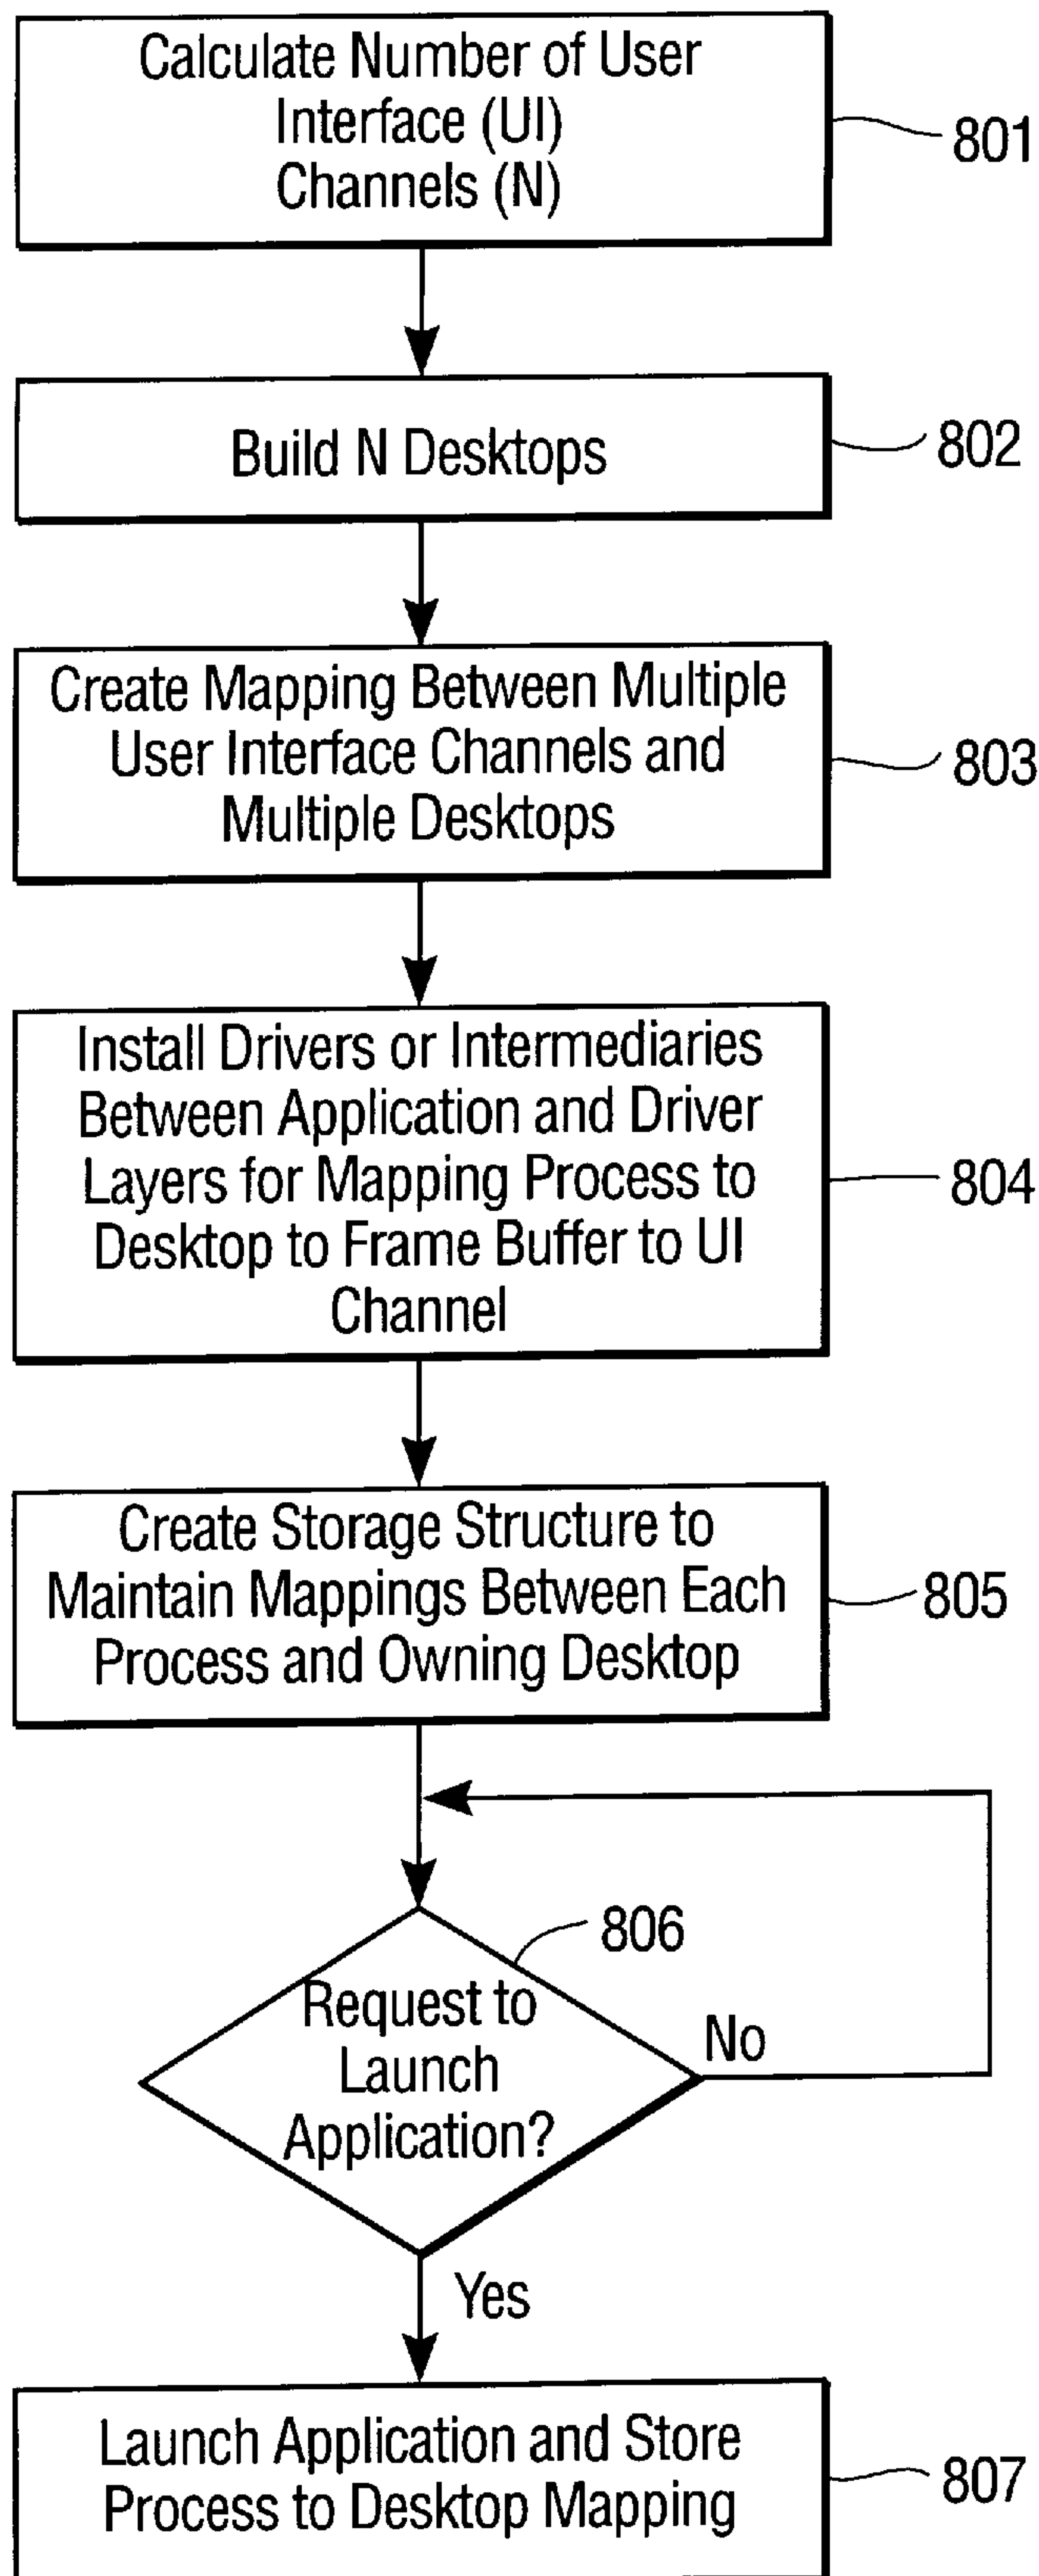 Calculate Number of User
Interface (UI)
Channels (N)
801
Build N Desktops
802
Create Mapping Between Multiple
User Interface Channels and
Multiple Desktops
803
Install Drivers or Intermediaries
Between Application and Driver
Layers for Mapping Process to
Desktop to Frame Buffer to UI
Channel
804
Create Storage Structure to
Maintain Mappings Between Each
Process and Owning Desktop
805
806
Request to
Launch
Application?
No
Yes
Launch Application and Store
Process to Desktop Mapping
807